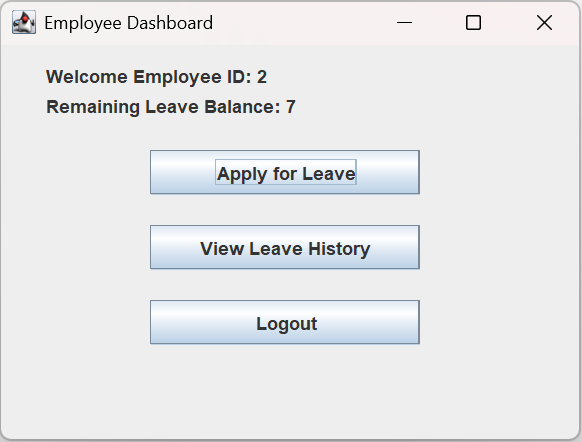 Employee Dashboard
Welcome Employee ID: 2
Remaining Leave Balance: 7
Apply for Leave
View Leave History
Logout